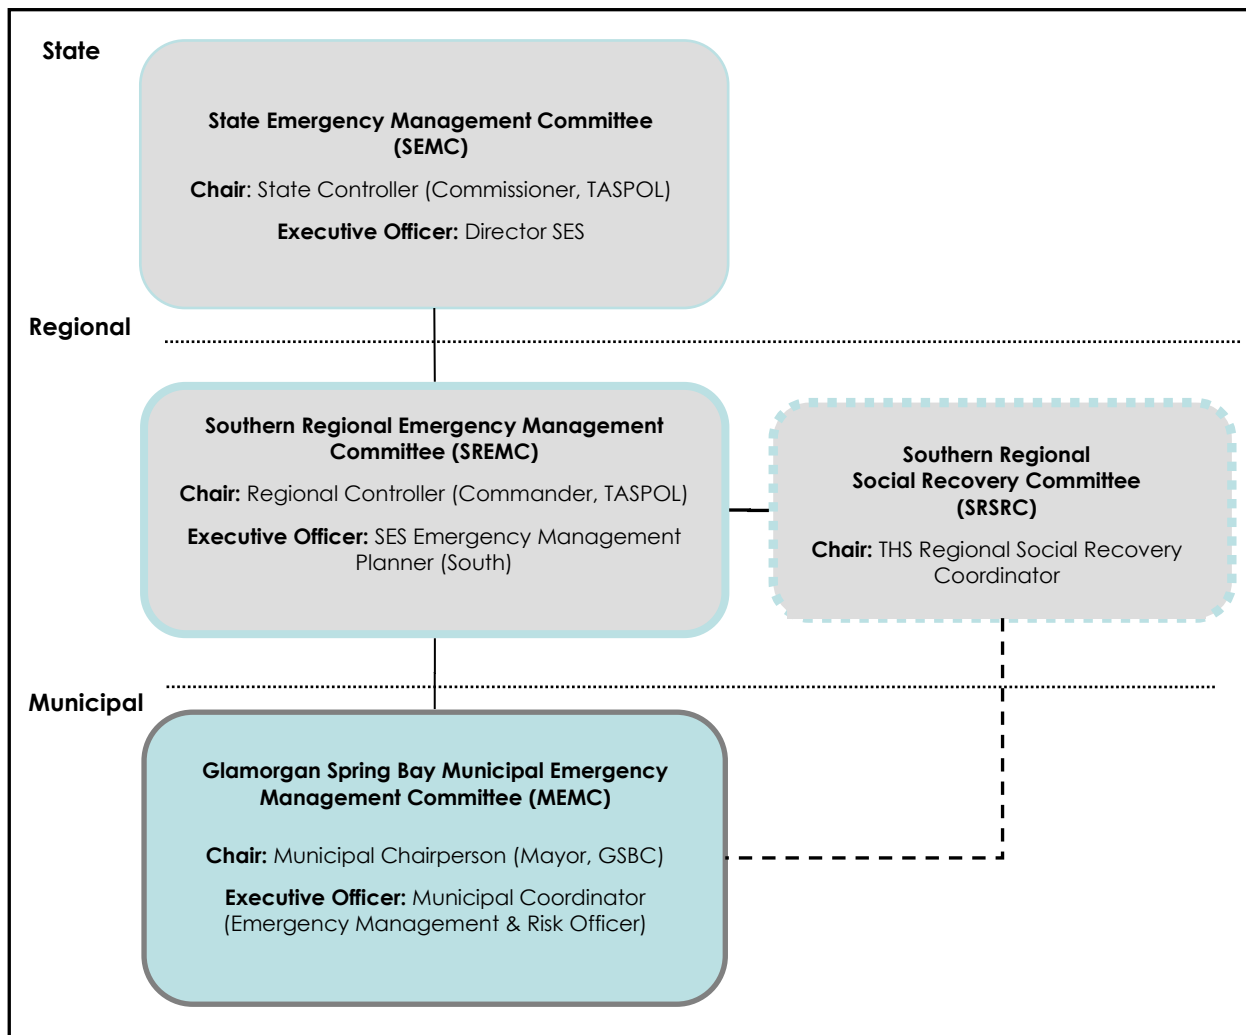 State
State Emergency Management Committee
(SEMC)
Chair: State Controller (Commissioner, TASPOL)
Executive Officer: Director SES
Regional
Southern Regional Emergency Management
Committee (SREMC)
Chair: Regional Controller (Commander, TASPOL)
Executive Officer: SES Emergency Management
Planner (South)
Southern Regional
Social Recovery Committee
(SRSRC)
Chair: THS Regional Social Recovery
Coordinator
Municipal
Glamorgan Spring Bay Municipal Emergency
Management Committee (MEMC)
Chair: Municipal Chairperson (Mayor, GSBC)
Executive Officer: Municipal Coordinator
(Emergency Management & Risk Officer)